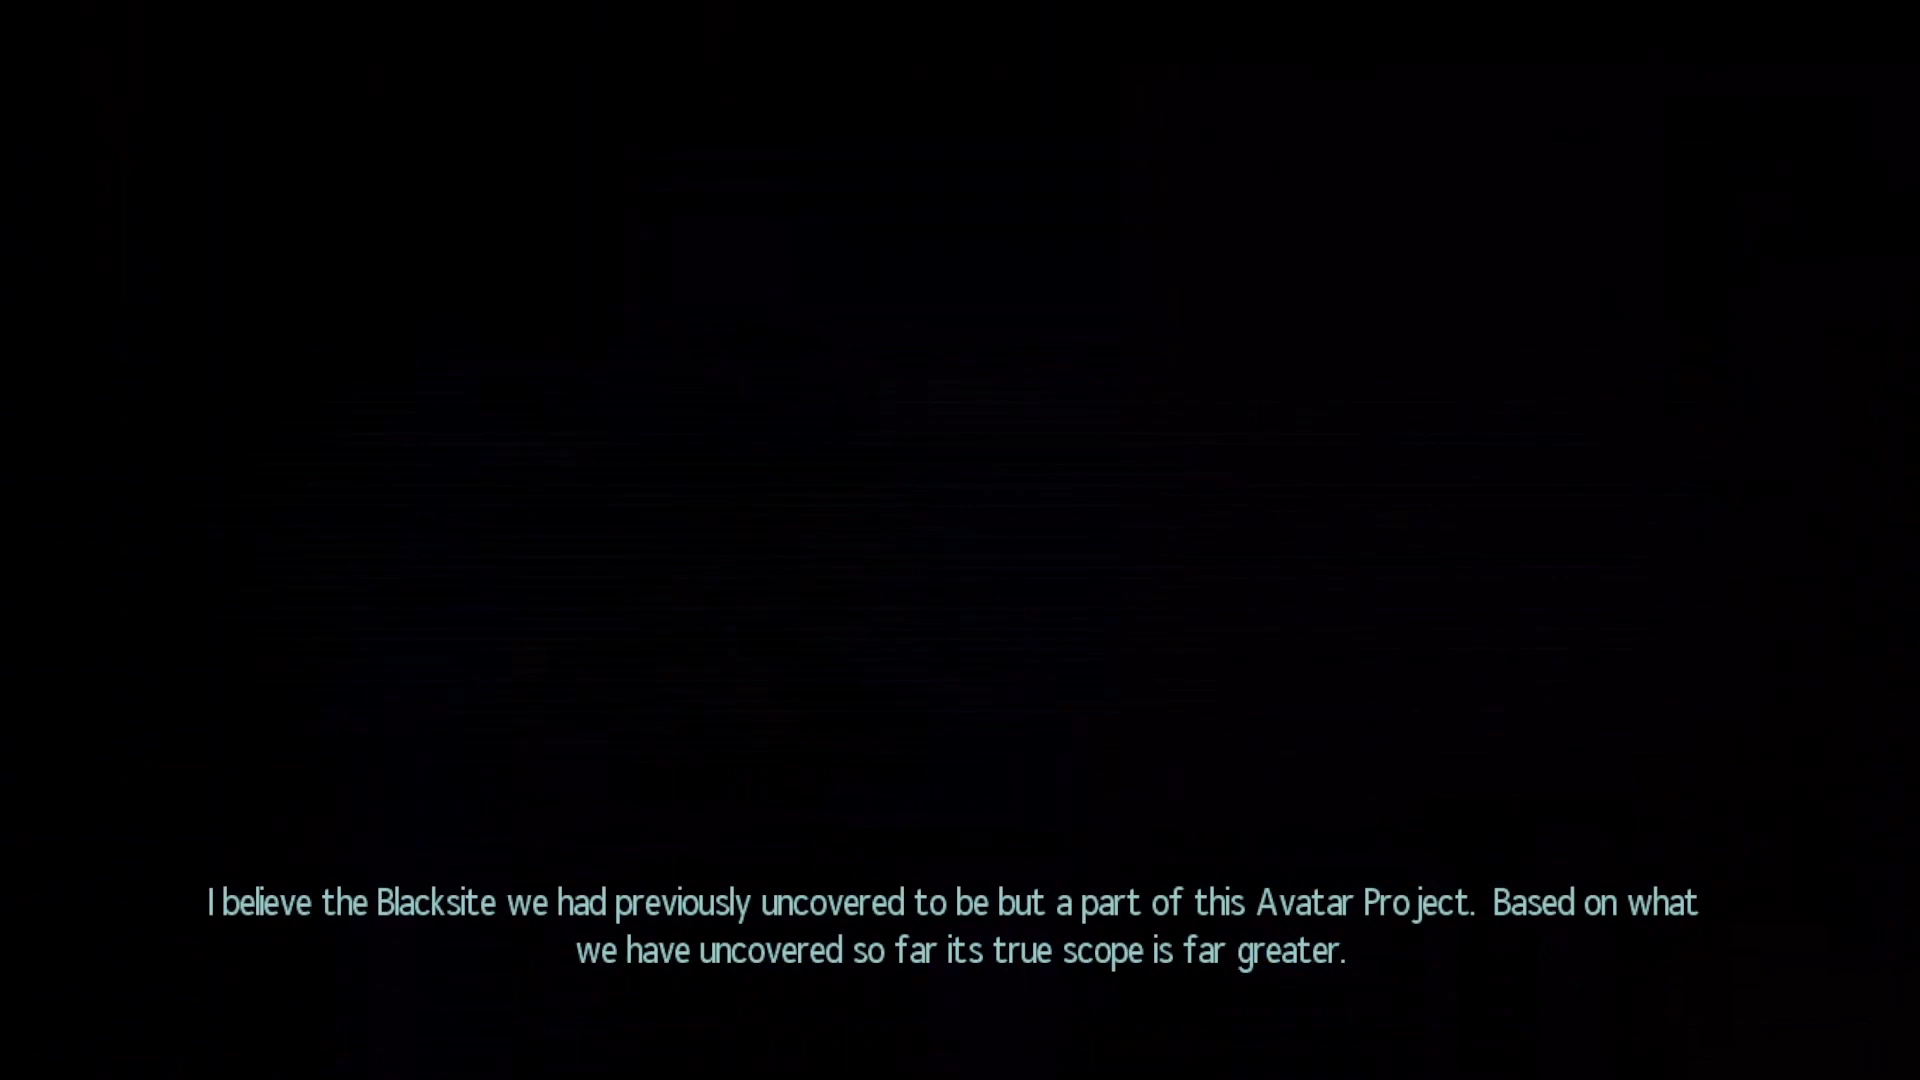 I believe the Blacksite we had previously uncovered to be but a part of this Avatar Project. Based on what
we have uncovered so far its true scope is far greater.